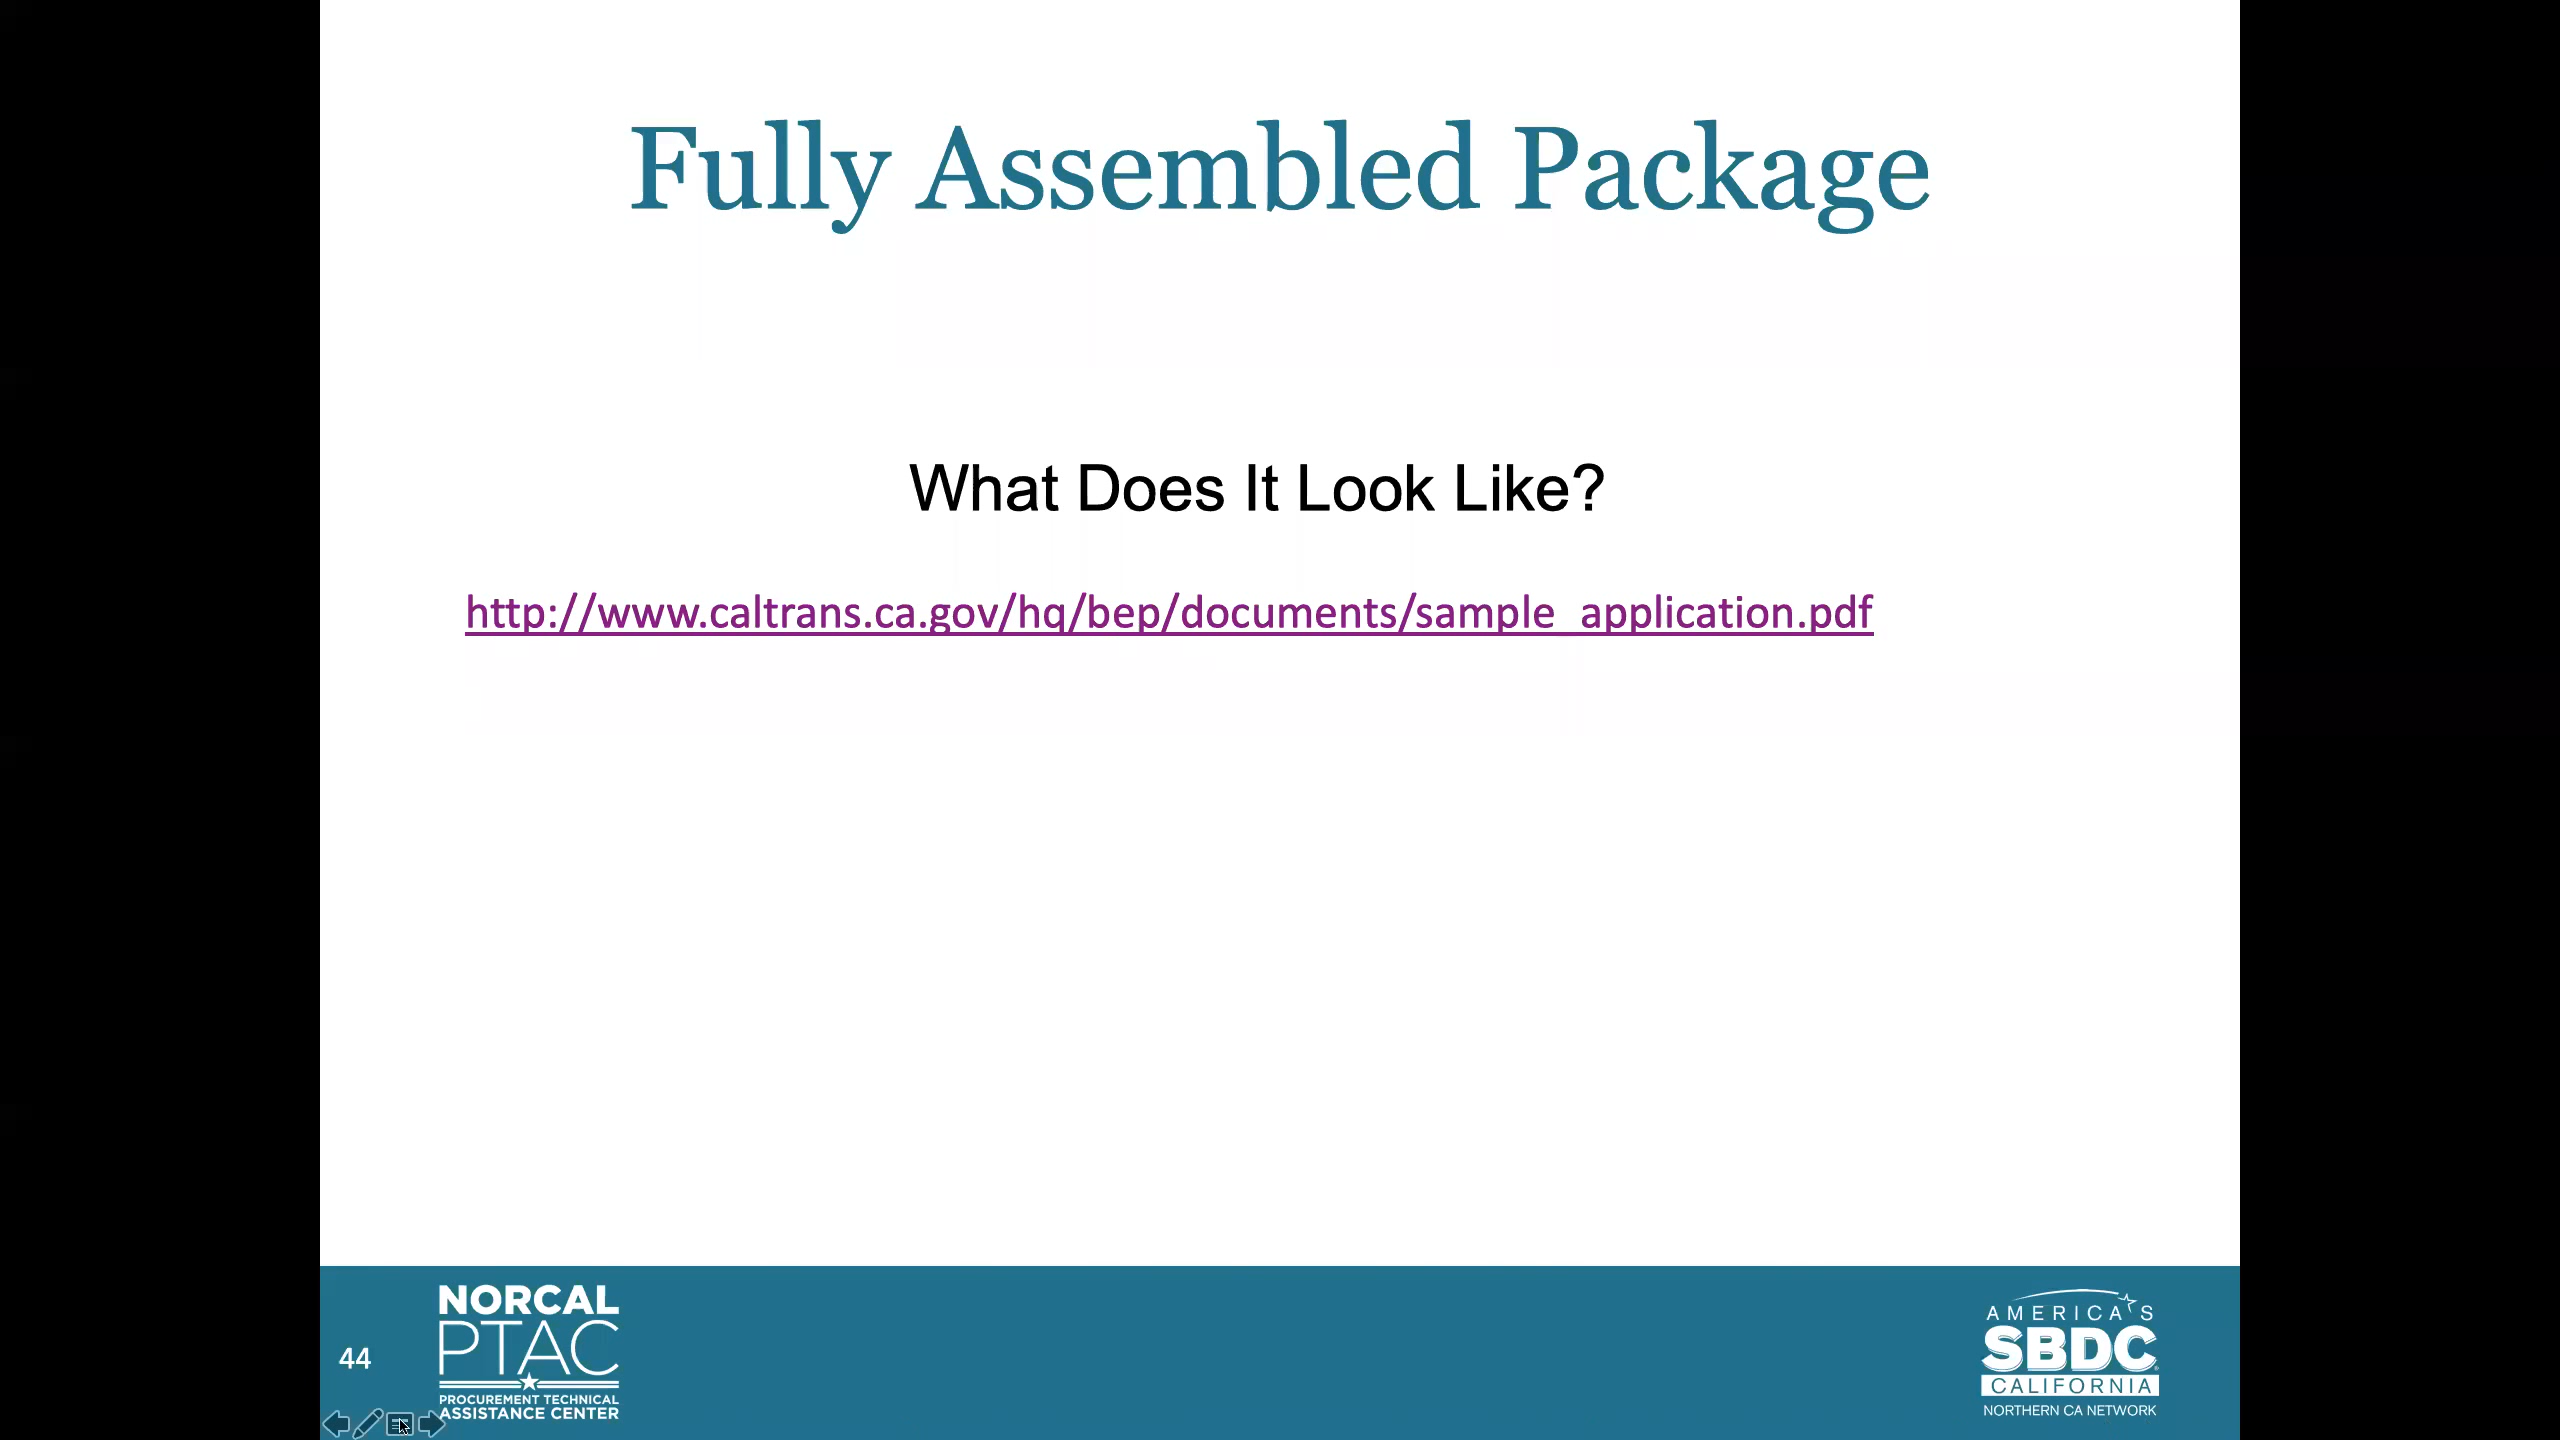 Fully Assembled Package
What Does It Look Like?
http://www.caltrans.ca.gov/hq/bep/documents/sample_application.pdf
44
NORCAL
PTAC
PROCUREMENT TECHNICAL
ASSISTANCE CENTER
AMERICA'S
SBDC
CALIFORNIA
NORTHERN CA NETWORK